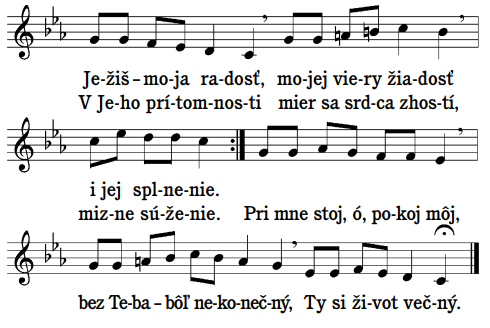 Je-žiš – mo-ja ra-dosť, mo-jej vie-ry žia-dosť
V Je-ho prí-tom-nos-ti mier sa srd-ca zhos-tí,
i jej spl-ne-nie.
miz-ne sú-že-nie. Pri mne stoj, ó, po-koj môj,
bez Te-ba – bôľ ne-ko-neč-ný, Ty si ži-vot več-ný.